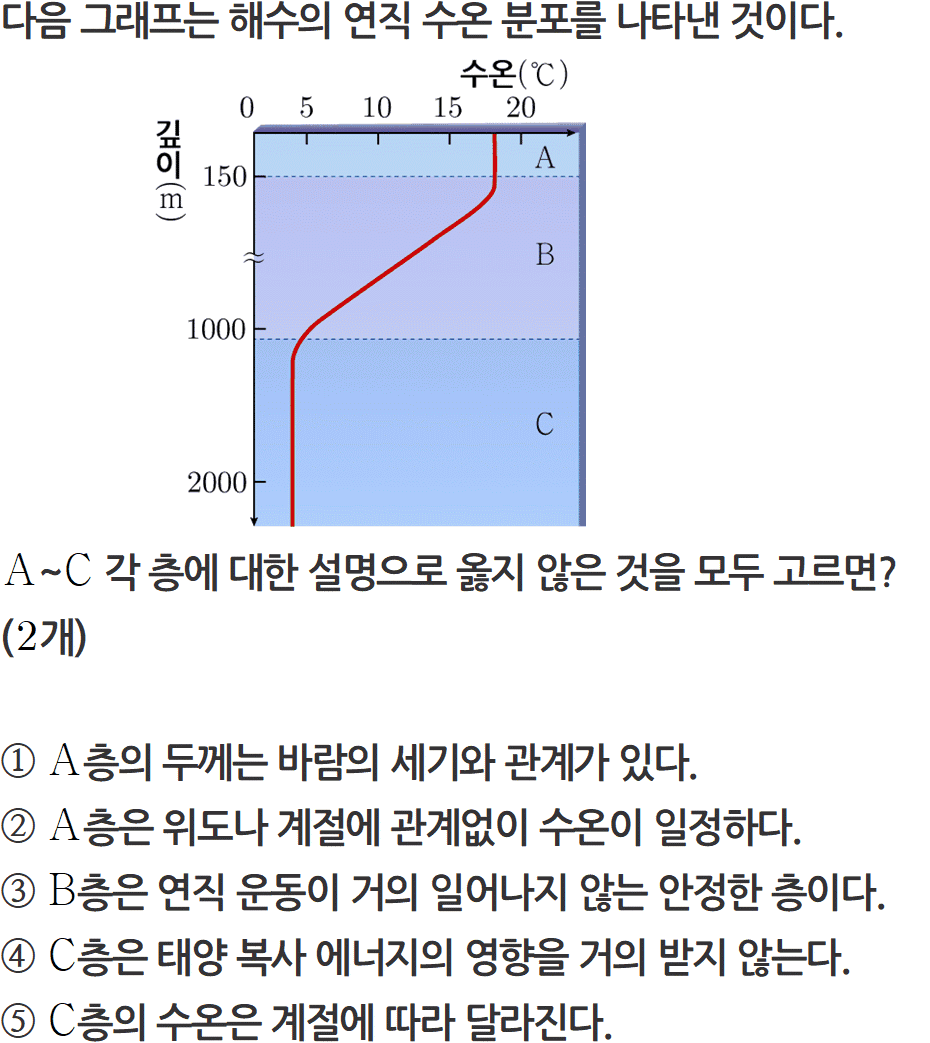 다음 그래프는 해수의 연직 수온 분포를 나타낸 것이다.
수온(℃)
0 5 10 15 20
깊이(m)
A
150
B
1000
C
2000
A~C 각 층에 대한 설명으로 옳지 않은 것을 모두 고르면?
(2개)
① A층의 두께는 바람의 세기와 관계가 있다.
② A층은 위도나 계절에 관계없이 수온이 일정하다.
③ B층은 연직 운동이 거의 일어나지 않는 안정한 층이다.
④ C층은 태양 복사 에너지의 영향을 거의 받지 않는다.
⑤ C층의 수온은 계절에 따라 달라진다.